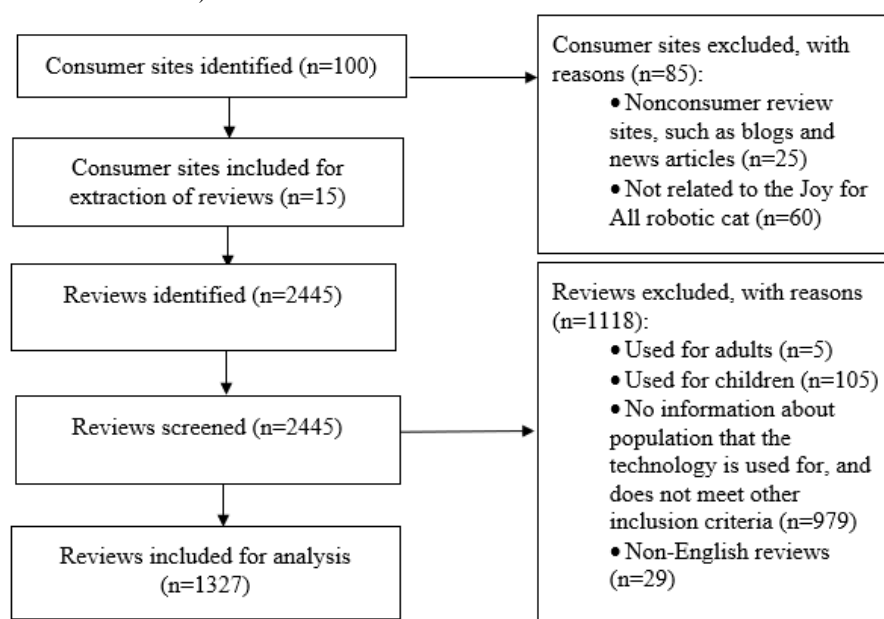 Consumer sites identified (n=100)
Consumer sites included for
extraction of reviews (n=15)
Reviews identified (n=2445)
Reviews screened (n=2445)
Reviews included for analysis
(n=1327)
Consumer sites excluded, with
reasons (n=85):
• Nonconsumer review
sites, such as blogs and
news articles (n=25)
• Not related to the Joy for
All robotic cat (n=60)
Reviews excluded, with reasons
(n=1118):
• Used for adults (n=5)
• Used for children (n=105)
• No information about
population that the
technology is used for, and
does not meet other
inclusion criteria (n=979)
• Non-English reviews
(n=29)